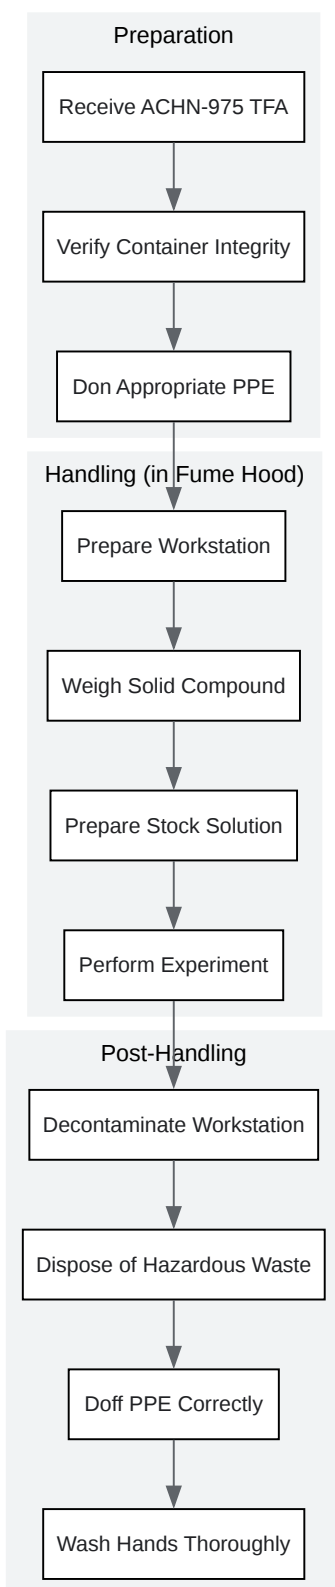 Preparation
Receive ACHN-975 TFA
Verify Container Integrity
Don Appropriate PPE
Handling (in Fume Hood)
Prepare Workstation
Weigh Solid Compound
Prepare Stock Solution
Perform Experiment
Post-Handling
Decontaminate Workstation
Dispose of Hazardous Waste
Doff PPE Correctly
Wash Hands Thoroughly